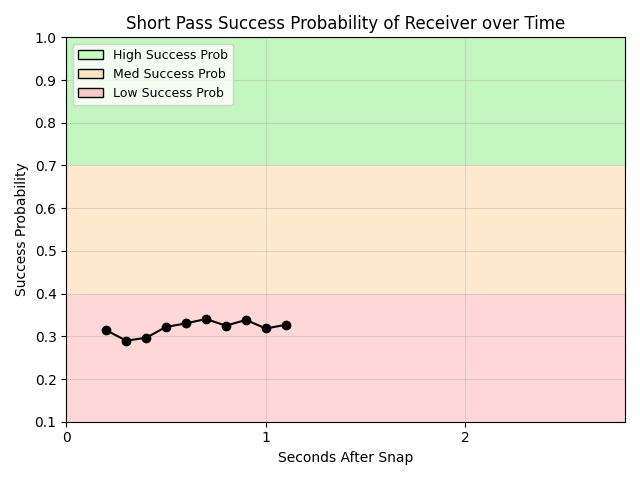 Short Pass Success Probability of Receiver over Time
1.0
0.9
0.8
0.7
0.6
0.5
0.4
0.3
0.2
0.1
Success Probability
High Success Prob
Med Success Prob
Low Success Prob
0
1
2
Seconds After Snap